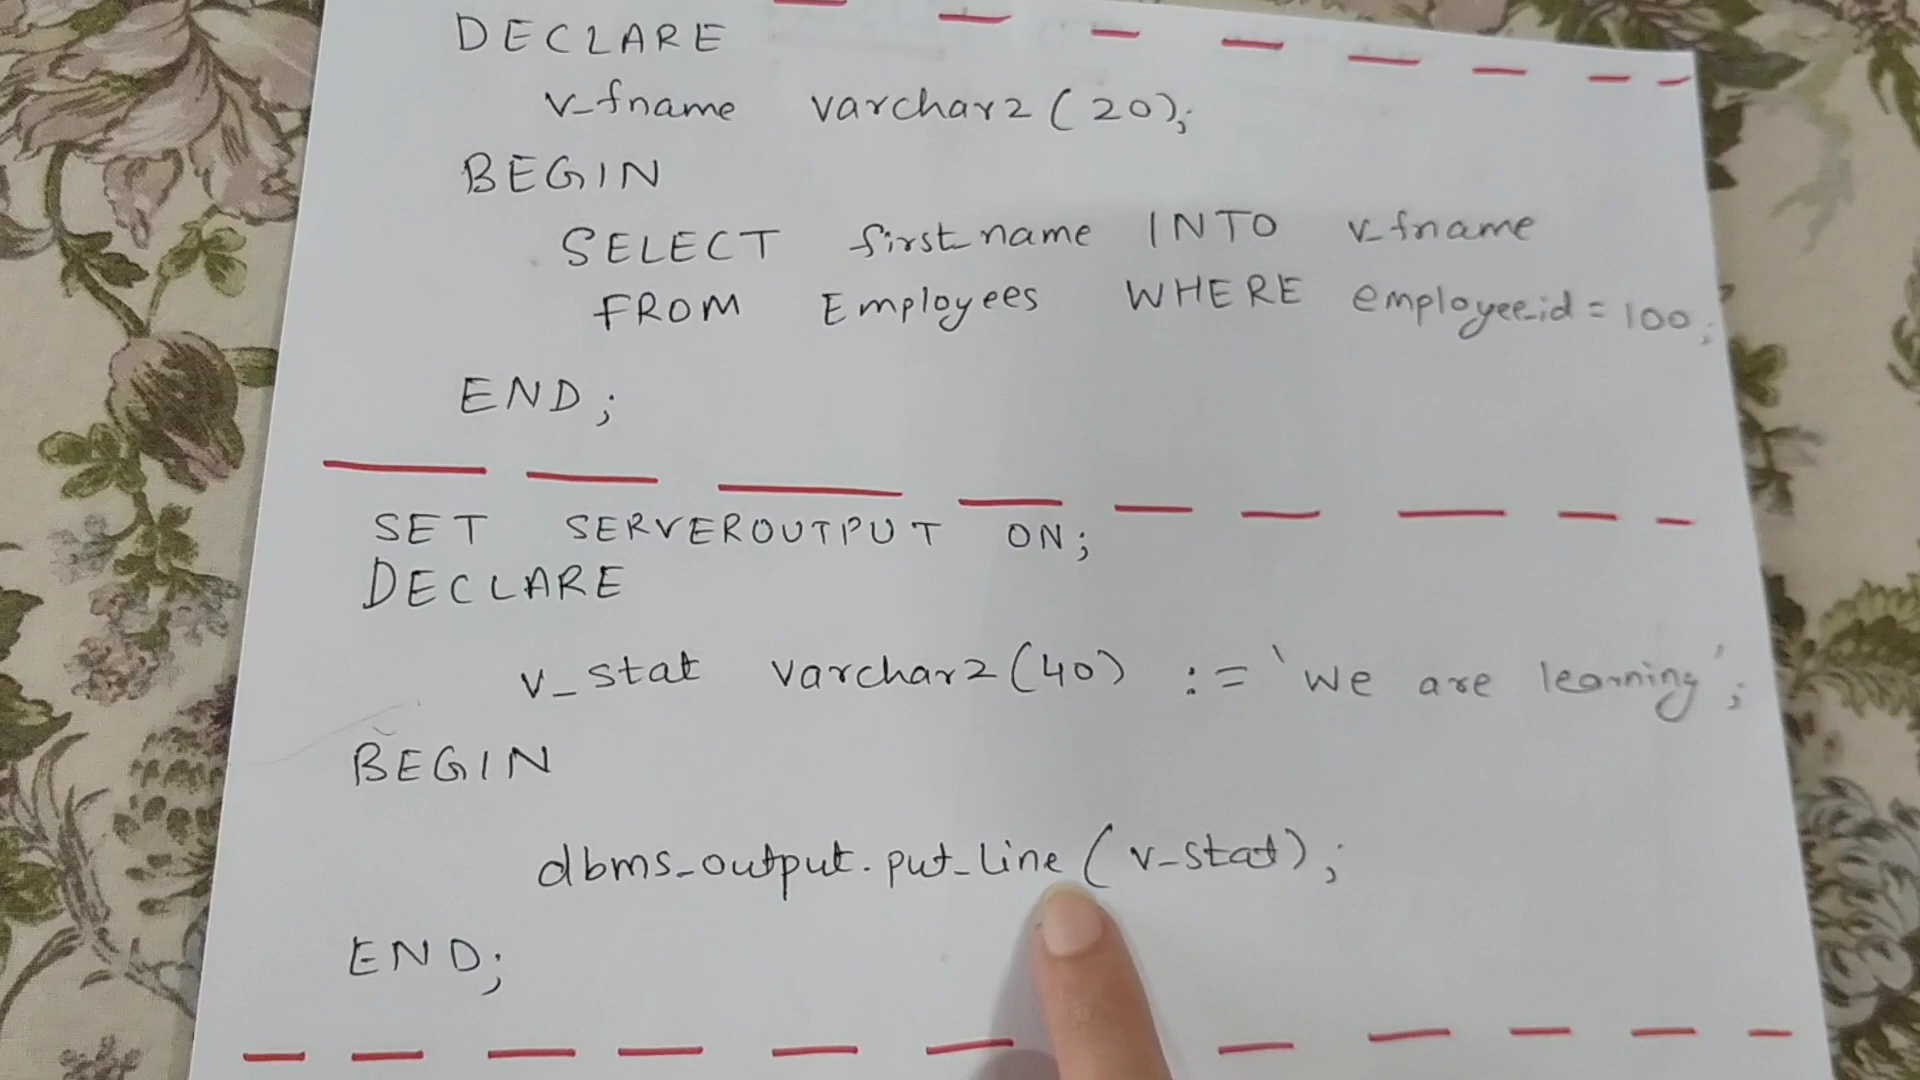 DECLARE
v_fname varchar2(20);
BEGIN
SELECT first_name INTO v_fname
FROM Employees WHERE employee_id = 100;
END;
SET SERVEROUTPUT ON;
DECLARE
v_stat varchar2(40) := 'we are learning';
BEGIN
dbms_output.put_line(v_stat);
END;